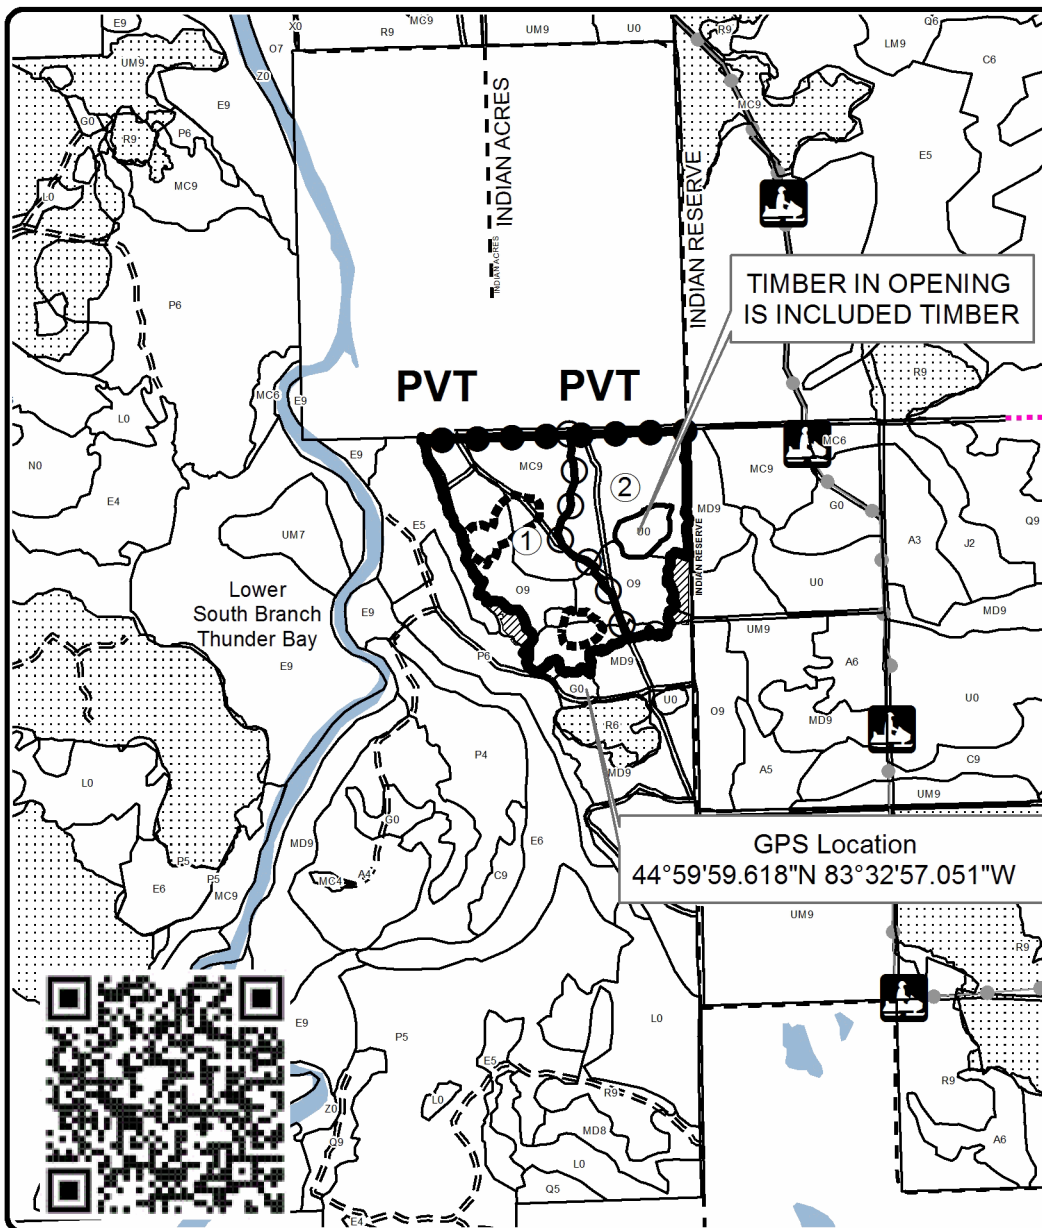 E9
X0
MC9
R9
UM9
U0
R9
Q6
LM9
C6
O7
UM9
Z0
E9
MC9
G0
R9
P6
MC9
L0
E5
INDIAN ACRES
INDIAN ACRES
INDIAN RESERVE
TIMBER IN OPENING
IS INCLUDED TIMBER
P6
R9
PVT
PVT
MC6
E9
L0
E9
MC6
N0
E4
MC9
MC9
G0
MD9
2
Q9
UM7
E5
1
U0
A3
J2
INDIAN RESERVE
Lower
South Branch
Thunder Bay
E9
O9
O9
U0
MD9
UM9
E9
P6
MD9
A6
G0
U0
O9
U0
R6
MD9
P4
MD9
A5
C9
L0
UM9
G0
MD9
E6
GPS Location
44°59'59.618"N 83°32'57.051"W
P5
E6
P5
MC9
MC4
A4
C9
UM9
R9
E9
P5
L0
E5
R9
Z0
L0
R9
MD8
Q9
A6
L0
Q5
E4